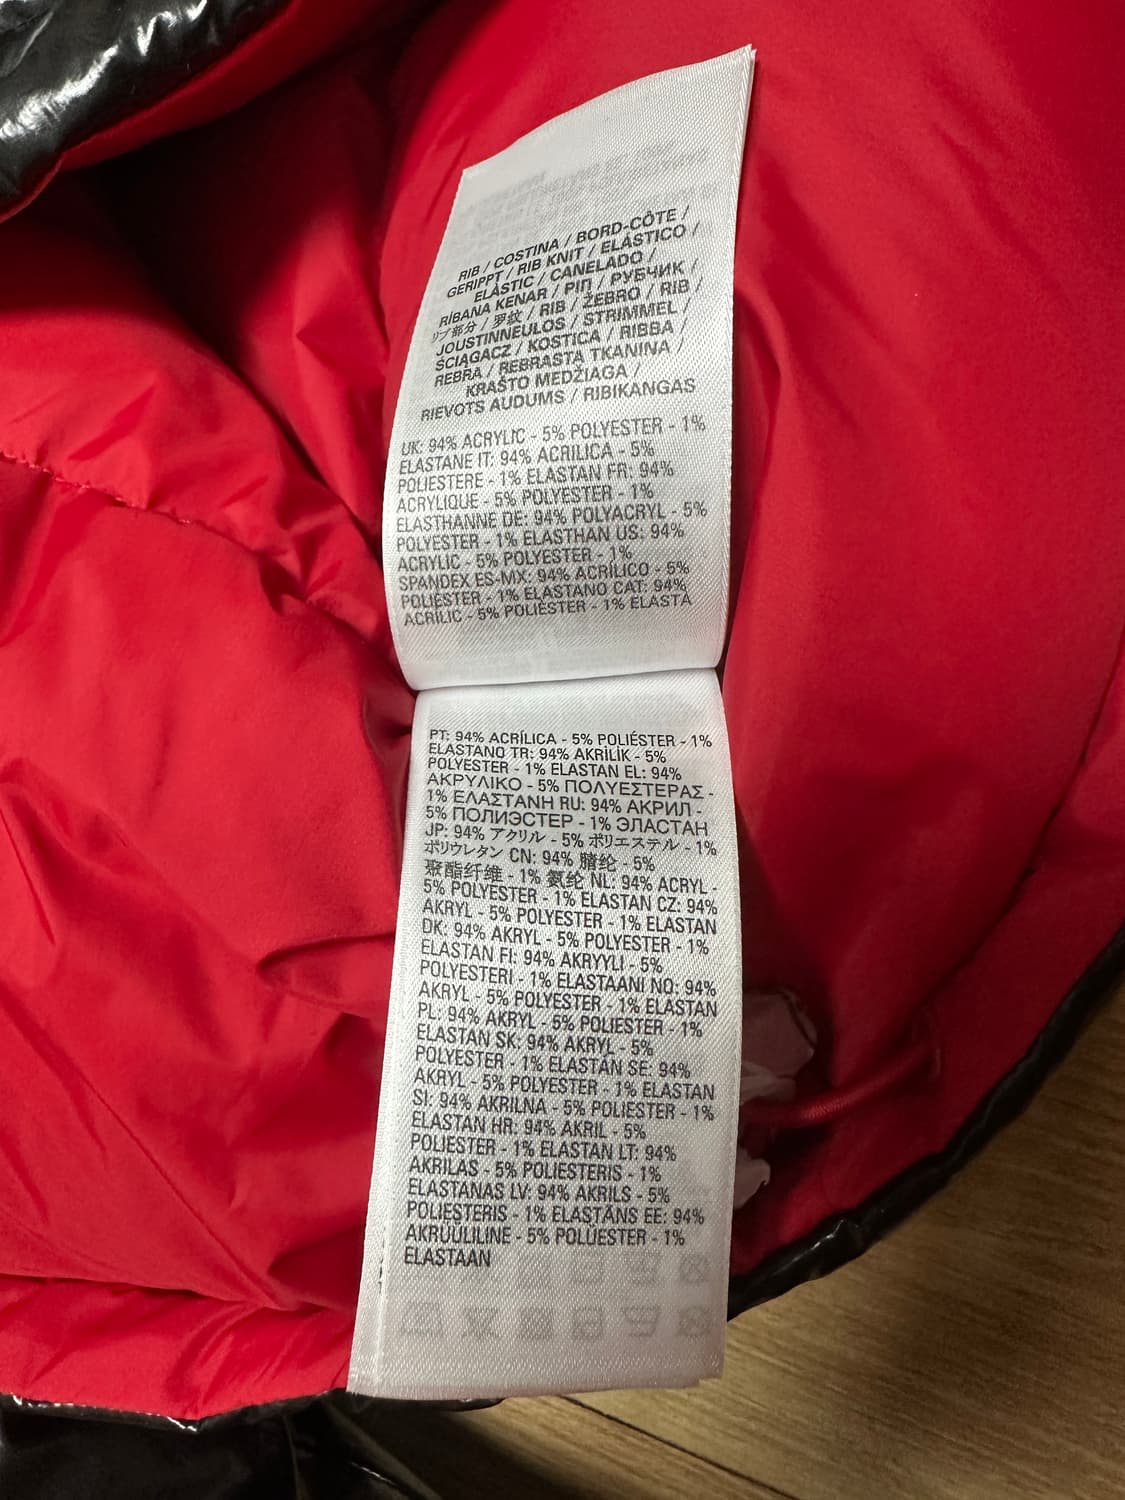 RIB / COSTINA / BORD-CÔTE /
GERIPPT / RIB KNIT / ELÁSTICO /
ELÀSTIC / CANELADO /
RİBANA KENAR / ΡΙΠ / РУБЧИК /
リブ部分 / 罗纹 / RIB / ŽEBRO / RIB /
JOUSTINNEULOS / STRIMMEL /
ŚCIĄGACZ / KOSTICA / RIBBA /
REBRA / REBRASTA TKANINA /
KRAŠTO MEDŽIAGA /
RIEVOTS AUDUMS / RIBIKANGAS
UK: 94% ACRYLIC - 5% POLYESTER - 1%
ELASTANE IT: 94% ACRILICA - 5%
POLIESTERE - 1% ELASTAN FR: 94%
ACRYLIQUE - 5% POLYESTER - 1%
ELASTHANNE DE: 94% POLYACRYL - 5%
POLYESTER - 1% ELASTHAN US: 94%
ACRYLIC - 5% POLYESTER - 1%
SPANDEX ES-MX: 94% ACRÍLICO - 5%
POLIÉSTER - 1% ELASTANO CAT: 94%
ACRÍLIC - 5% POLIÈSTER - 1% ELASTÀ
PT: 94% ACRÍLICA - 5% POLIÉSTER - 1%
ELASTANO TR: 94% AKRİLİK - 5%
POLYESTER - 1% ELASTAN EL: 94%
ΑΚΡΥΛΙΚΟ - 5% ΠΟΛΥΕΣΤΕΡΑΣ -
1% ΕΛΑΣΤΑΝΗ RU: 94% АКРИЛ -
5% ПОЛИЭСТЕР - 1% ЭЛАСТАН
JP: 94% アクリル - 5% ポリエステル - 1%
ポリウレタン CN: 94% 腈纶 - 5%
聚酯纤维 - 1% 氨纶 NL: 94% ACRYL -
5% POLYESTER - 1% ELASTAN CZ: 94%
AKRYL - 5% POLYESTER - 1% ELASTAN
DK: 94% AKRYL - 5% POLYESTER - 1%
ELASTAN FI: 94% AKRYYLI - 5%
POLYESTERI - 1% ELASTAANI NO: 94%
AKRYL - 5% POLYESTER - 1% ELASTAN
PL: 94% AKRYL - 5% POLIESTER - 1%
ELASTAN SK: 94% AKRYL - 5%
POLYESTER - 1% ELASTAN SE: 94%
AKRYL - 5% POLYESTER - 1% ELASTAN
SI: 94% AKRILNA - 5% POLIESTER - 1%
ELASTAN HR: 94% AKRIL - 5%
POLIESTER - 1% ELASTAN LT: 94%
AKRILAS - 5% POLIESTERIS - 1%
ELASTANAS LV: 94% AKRILS - 5%
POLIESTERIS - 1% ELASTĀNS EE: 94%
AKRÜÜLILINE - 5% POLÜESTER - 1%
ELASTAAN